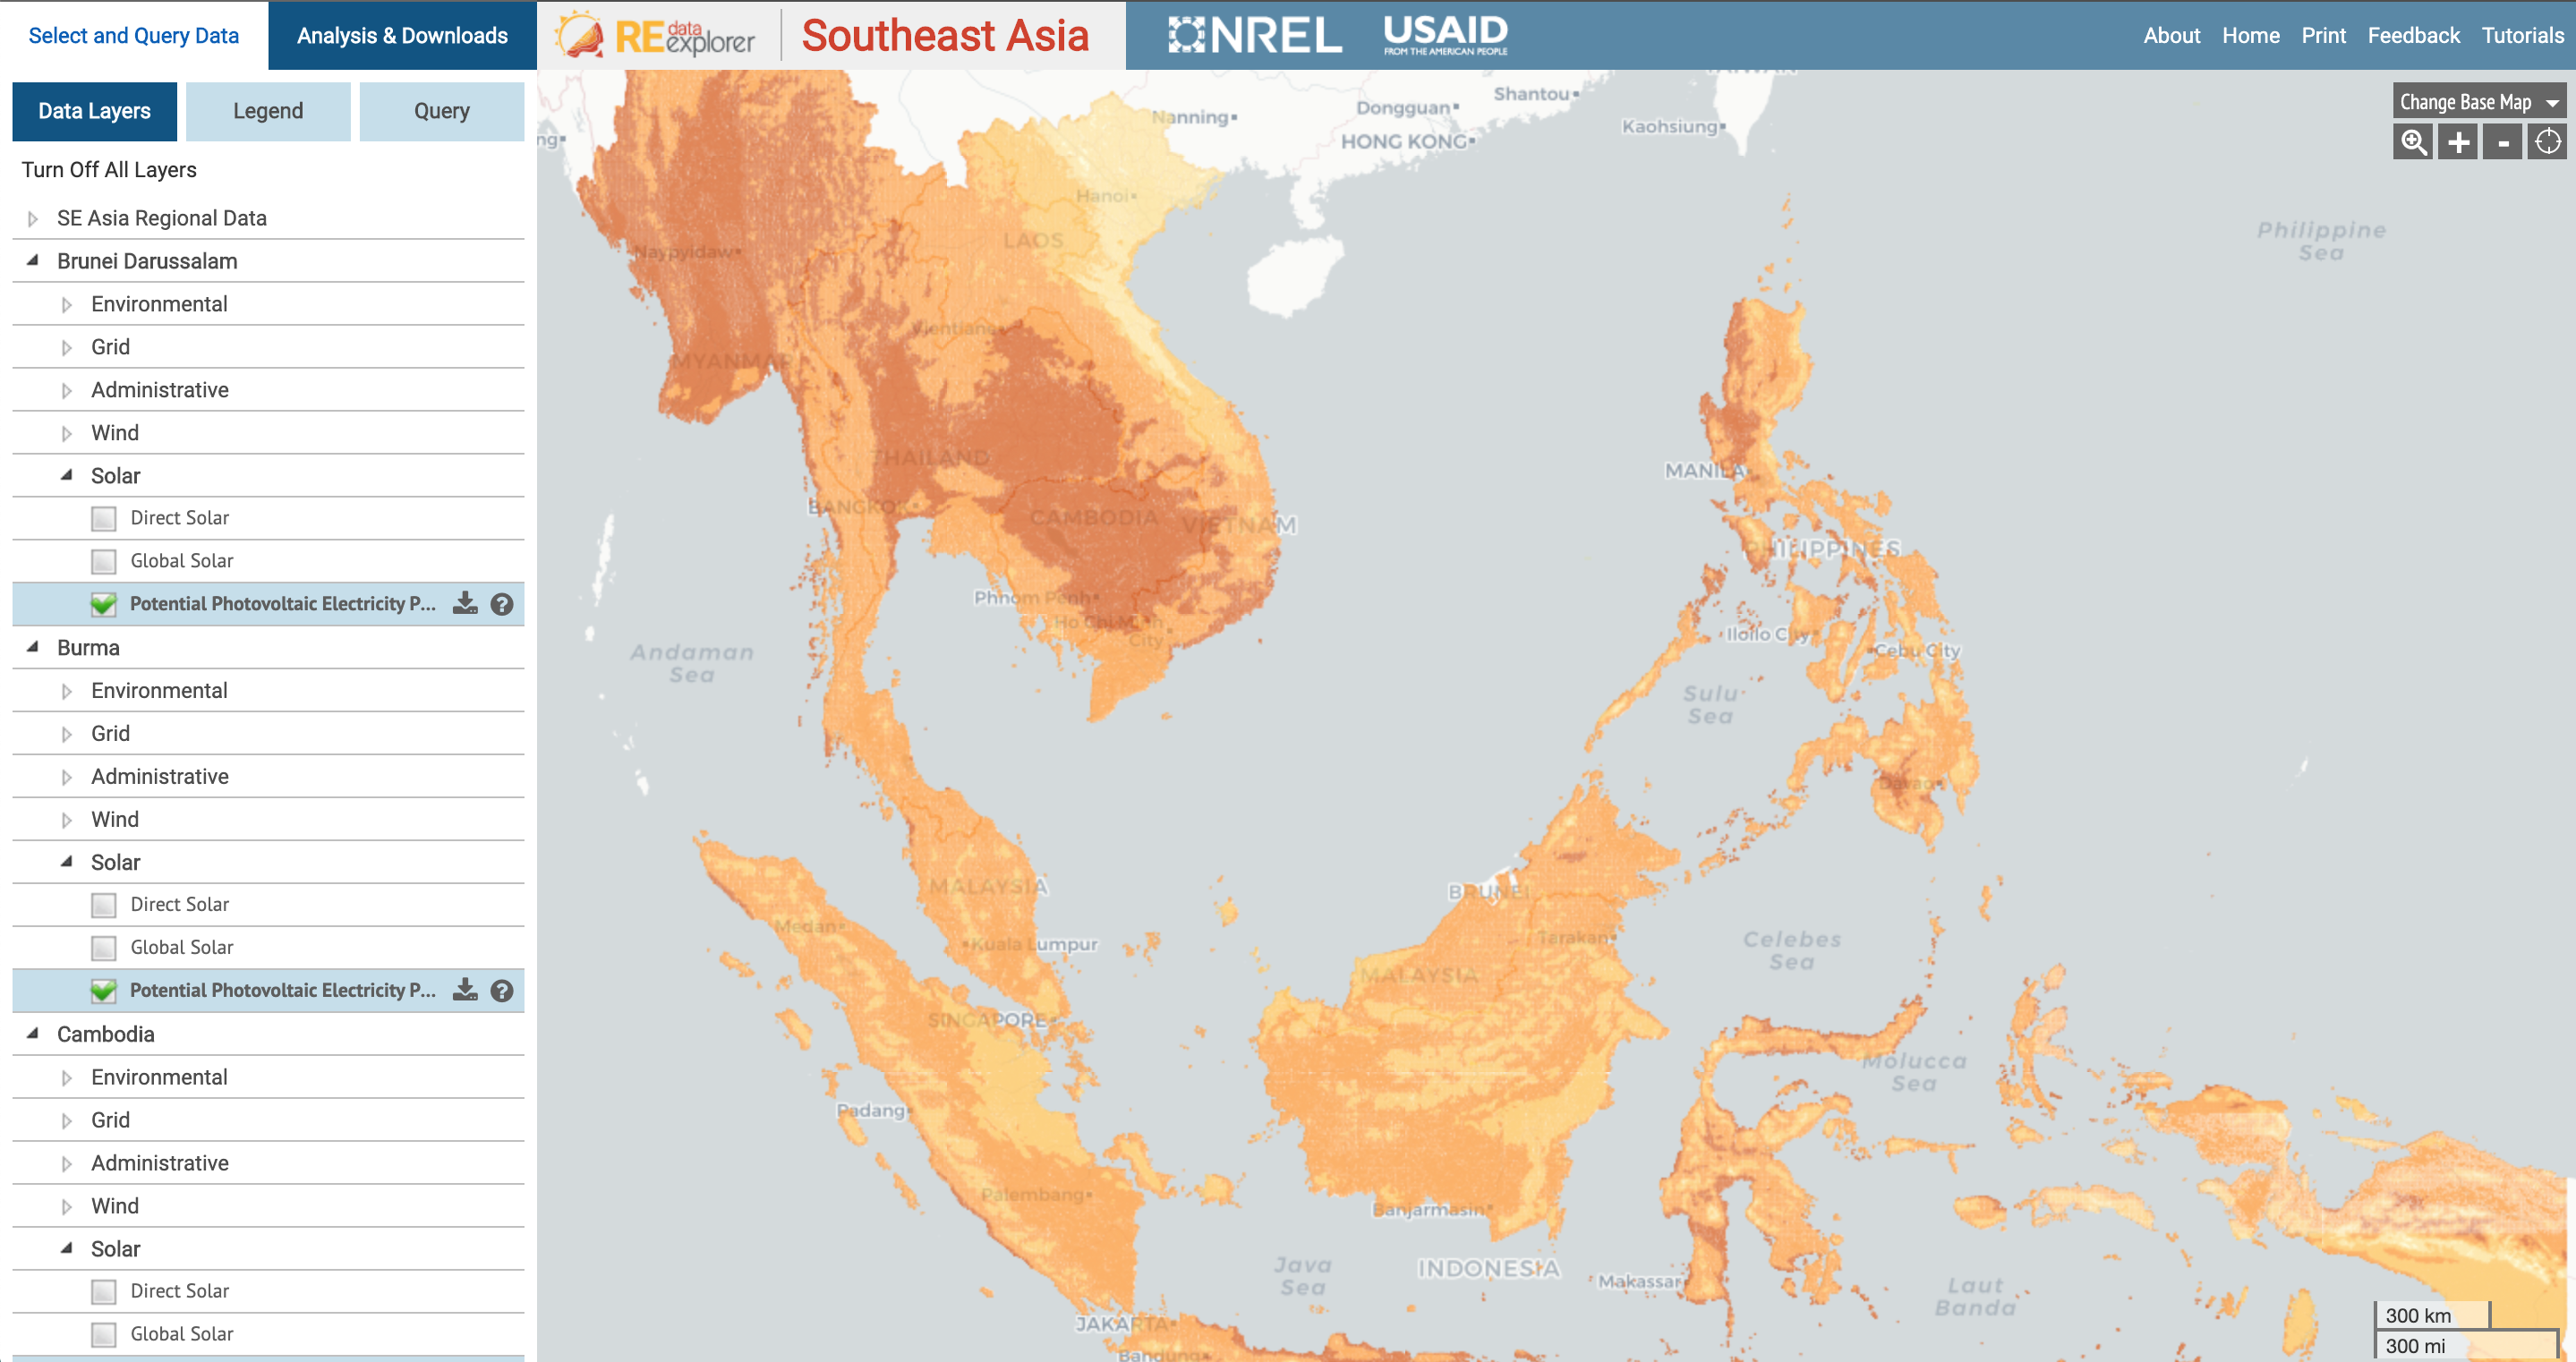 Select and Query Data
Analysis & Downloads
RE data explorer
Southeast Asia
NREL
USAID
FROM THE AMERICAN PEOPLE
About
Home
Print
Feedback
Tutorials
Data Layers
Legend
Query
Turn Off All Layers
SE Asia Regional Data
Brunei Darussalam
Environmental
Grid
Administrative
Wind
Solar
Direct Solar
Global Solar
Potential Photovoltaic Electricity P...
Burma
Environmental
Grid
Administrative
Wind
Solar
Direct Solar
Global Solar
Potential Photovoltaic Electricity P...
Cambodia
Environmental
Grid
Administrative
Wind
Solar
Direct Solar
Global Solar
Change Base Map
Nanning
Dongguan
Shantou
HONG KONG
Kaohsiung
Hanoi
LAOS
Naypyidaw
Philippine
Sea
Vientiane
MYANMAR
THAILAND
MANILA
BANGKOK
CAMBODIA
VIETNAM
PHILIPPINES
Phnom Penh
Ho Chi Minh
City
Iloilo City
Cebu City
Andaman
Sea
Sulu
Sea
Davao
MALAYSIA
BRUNEI
Medan
Kuala Lumpur
Tarakan
Celebes
Sea
MALAYSIA
SINGAPORE
Molucca
Sea
Padang
Palembang
Banjarmasin
Java
Sea
INDONESIA
Makassar
Laut
Banda
JAKARTA
Bandung
300 km
300 mi